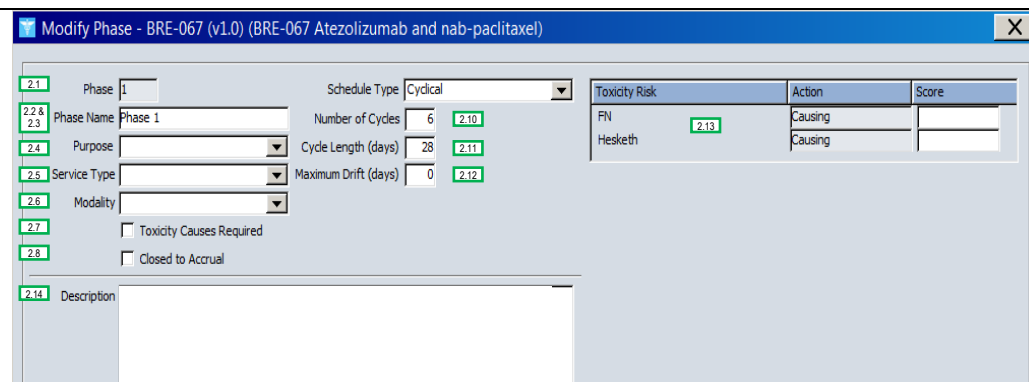 Modify Phase - BRE-067 (v1.0) (BRE-067 Atezolizumab and nab-paclitaxel) X
2.1 Phase 1 Schedule Type Cyclical
2.2 & 2.3 Phase Name Phase 1 Number of Cycles 6 2.10
2.4 Purpose Cycle Length (days) 28 2.11
2.5 Service Type Maximum Drift (days) 0 2.12
2.6 Modality
2.7 Toxicity Causes Required
2.8 Closed to Accrual
2.14 Description
Toxicity Risk Action Score
FN Causing
2.13
Hesketh Causing